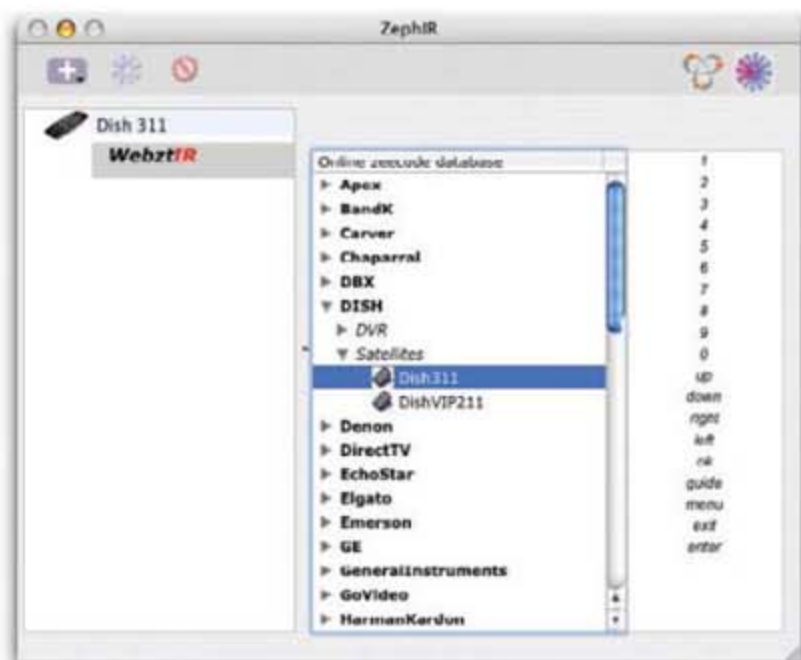 ZephIR
Dish 311
WebztIR
Online zeecode database
Apex
BandK
Carver
Chaparral
DBX
DISH
DVR
Satellites
Dish311
DishVIP211
Denon
DirectTV
EchoStar
Elgato
Emerson
GE
GeneralInstruments
GoVideo
HarmanKardon
1
2
3
4
5
6
7
8
9
0
up
down
right
left
ok
guide
menu
exit
enter